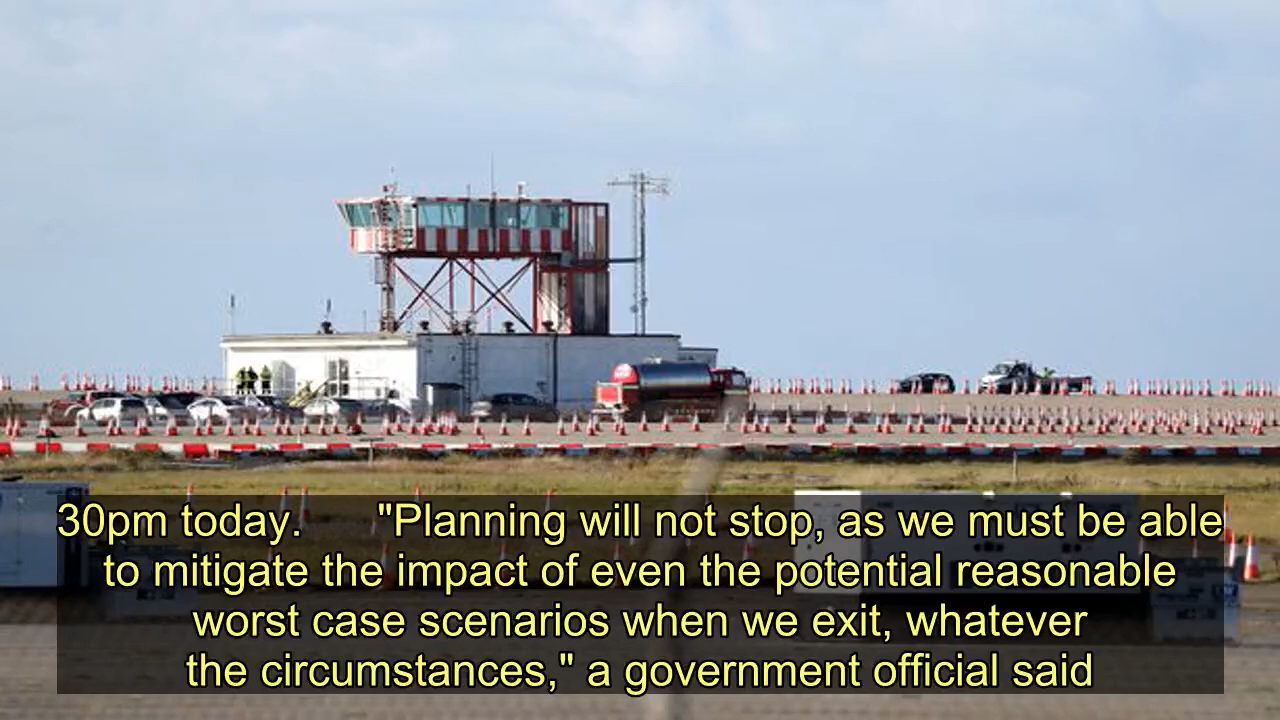 30pm today. "Planning will not stop, as we must be able
to mitigate the impact of even the potential reasonable
worst case scenarios when we exit, whatever
the circumstances," a government official said